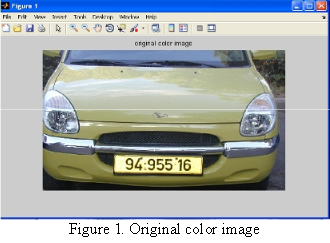 Figure 1
File Edit View Insert Tools Desktop Window Help
original color image
94·955 16
Figure 1. Original color image